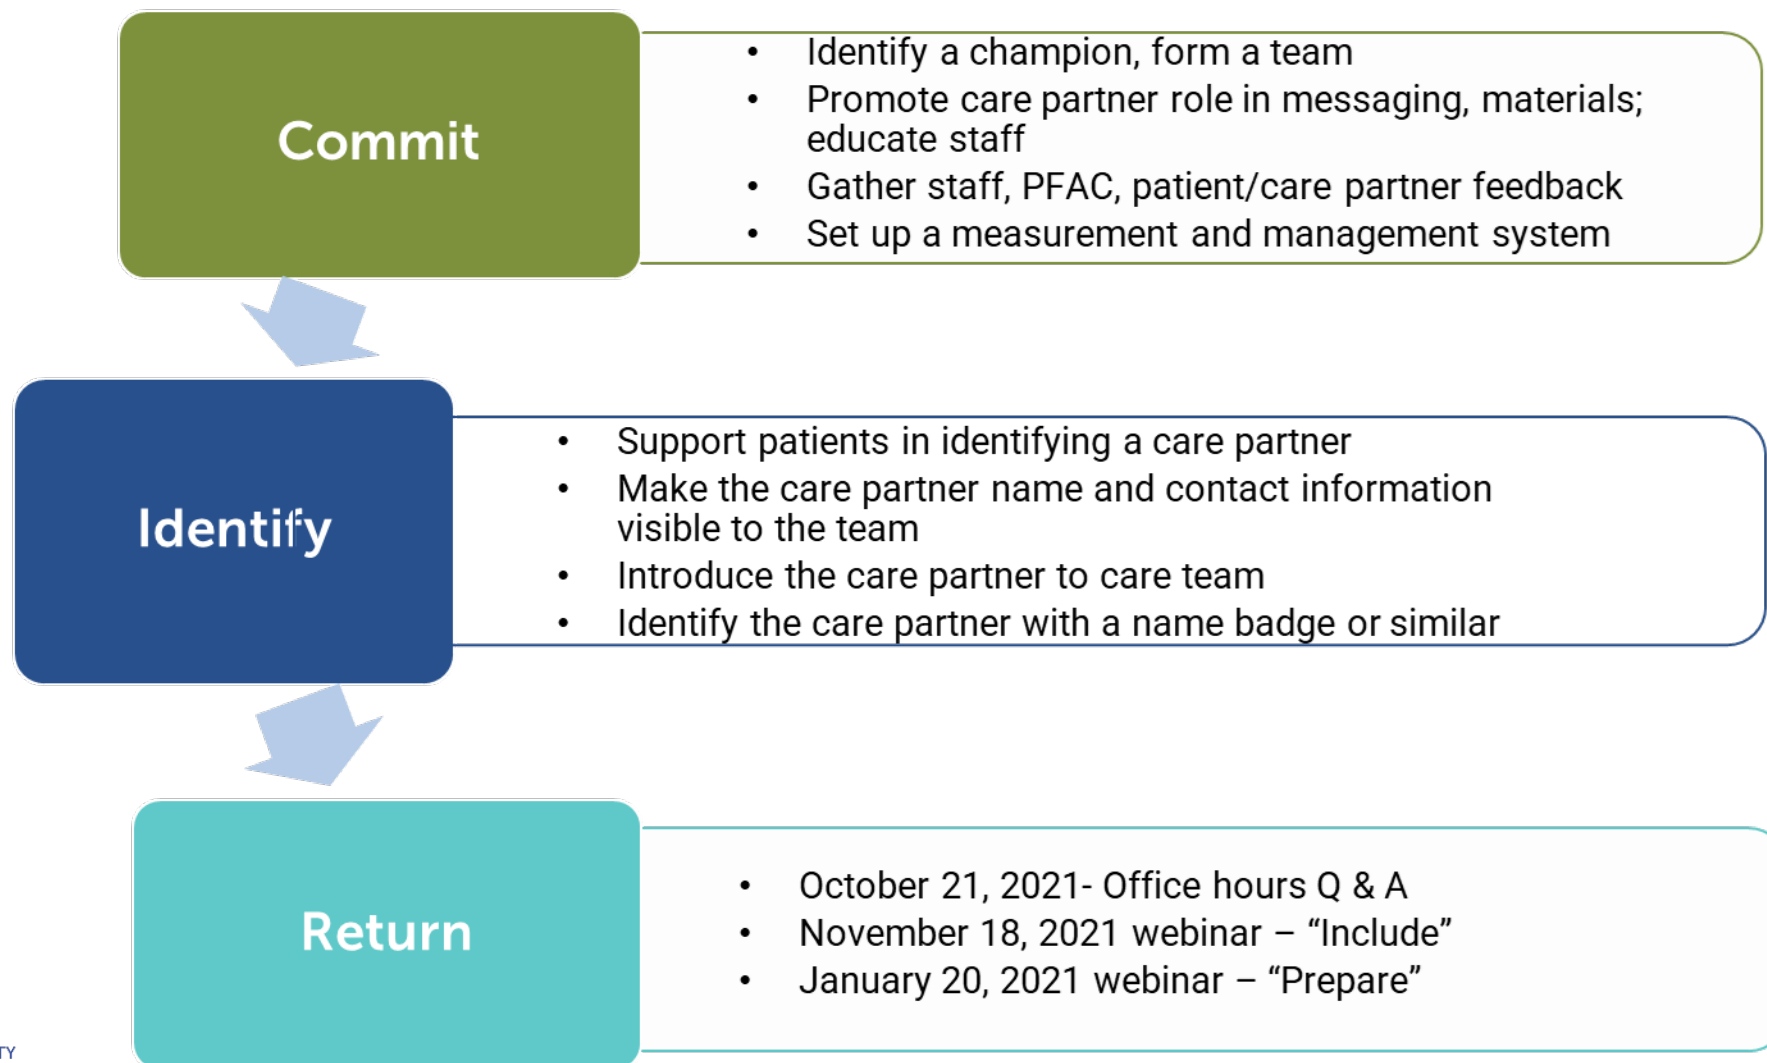 Commit
• Identify a champion, form a team
• Promote care partner role in messaging, materials;
educate staff
• Gather staff, PFAC, patient/care partner feedback
• Set up a measurement and management system
Identify
• Support patients in identifying a care partner
• Make the care partner name and contact information
visible to the team
• Introduce the care partner to care team
• Identify the care partner with a name badge or similar
Return
• October 21, 2021- Office hours Q & A
• November 18, 2021 webinar – “Include”
• January 20, 2021 webinar – “Prepare”
TY